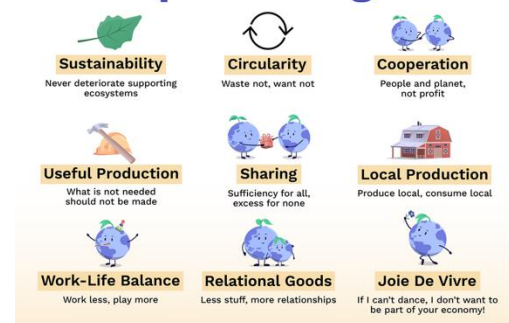 Sustainability
Never deteriorate supporting
ecosystems
Circularity
Waste not, want not
Cooperation
People and planet,
not profit
Useful Production
What is not needed
should not be made
Sharing
Sufficiency for all,
excess for none
Local Production
Produce local, consume local
Work-Life Balance
Work less, play more
Relational Goods
Less stuff, more relationships
Joie De Vivre
If I can’t dance, I don’t want to
be part of your economy!